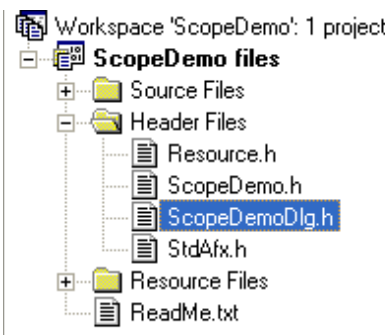 Workspace 'ScopeDemo': 1 project
ScopeDemo files
Source Files
Header Files
Resource.h
ScopeDemo.h
ScopeDemoDlg.h
StdAfx.h
Resource Files
ReadMe.txt